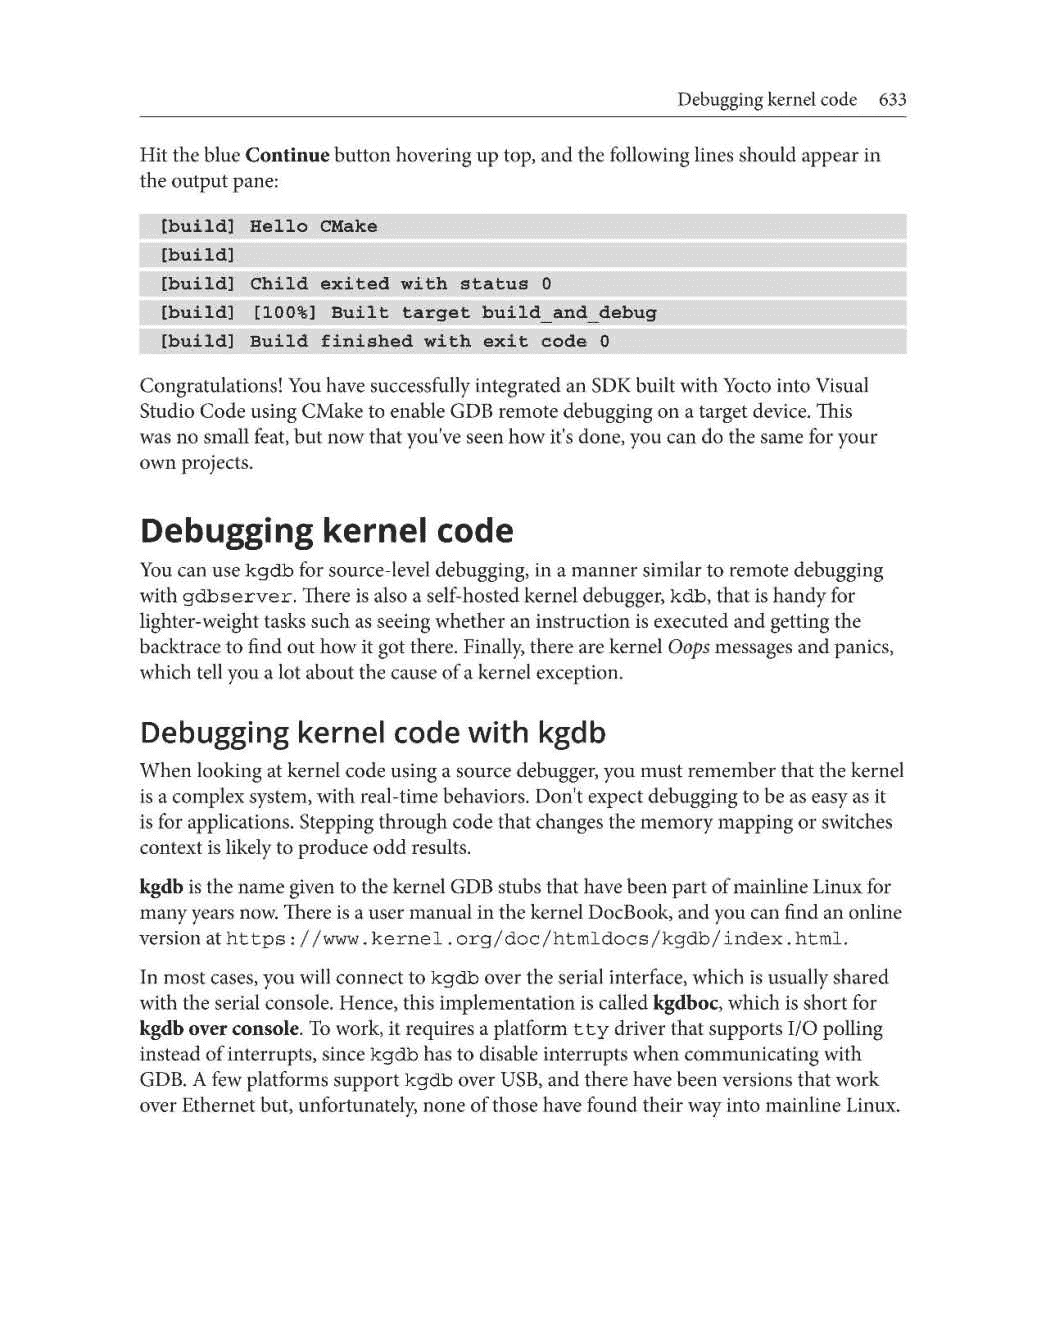 Debugging kernel code 633
Hit the blue Continue button hovering up top, and the following lines should appear in
the output pane:
[build] Hello CMake
[build]
[build] Child exited with status 0
[build] [100%] Built target build_and_debug
[build] Build finished with exit code 0
Congratulations! You have successfully integrated an SDK built with Yocto into Visual
Studio Code using CMake to enable GDB remote debugging on a target device. This
was no small feat, but now that you've seen how it's done, you can do the same for your
own projects.
Debugging kernel code
You can use kgdb for source-level debugging, in a manner similar to remote debugging
with gdbserver. There is also a self-hosted kernel debugger, kdb, that is handy for
lighter-weight tasks such as seeing whether an instruction is executed and getting the
backtrace to find out how it got there. Finally, there are kernel Oops messages and panics,
which tell you a lot about the cause of a kernel exception.
Debugging kernel code with kgdb
When looking at kernel code using a source debugger, you must remember that the kernel
is a complex system, with real-time behaviors. Don't expect debugging to be as easy as it
is for applications. Stepping through code that changes the memory mapping or switches
context is likely to produce odd results.
kgdb is the name given to the kernel GDB stubs that have been part of mainline Linux for
many years now. There is a user manual in the kernel DocBook, and you can find an online
version at https://www.kernel.org/doc/htmldocs/kgdb/index.html.
In most cases, you will connect to kgdb over the serial interface, which is usually shared
with the serial console. Hence, this implementation is called kgdboc, which is short for
kgdb over console. To work, it requires a platform tty driver that supports I/O polling
instead of interrupts, since kgdb has to disable interrupts when communicating with
GDB. A few platforms support kgdb over USB, and there have been versions that work
over Ethernet but, unfortunately, none of those have found their way into mainline Linux.